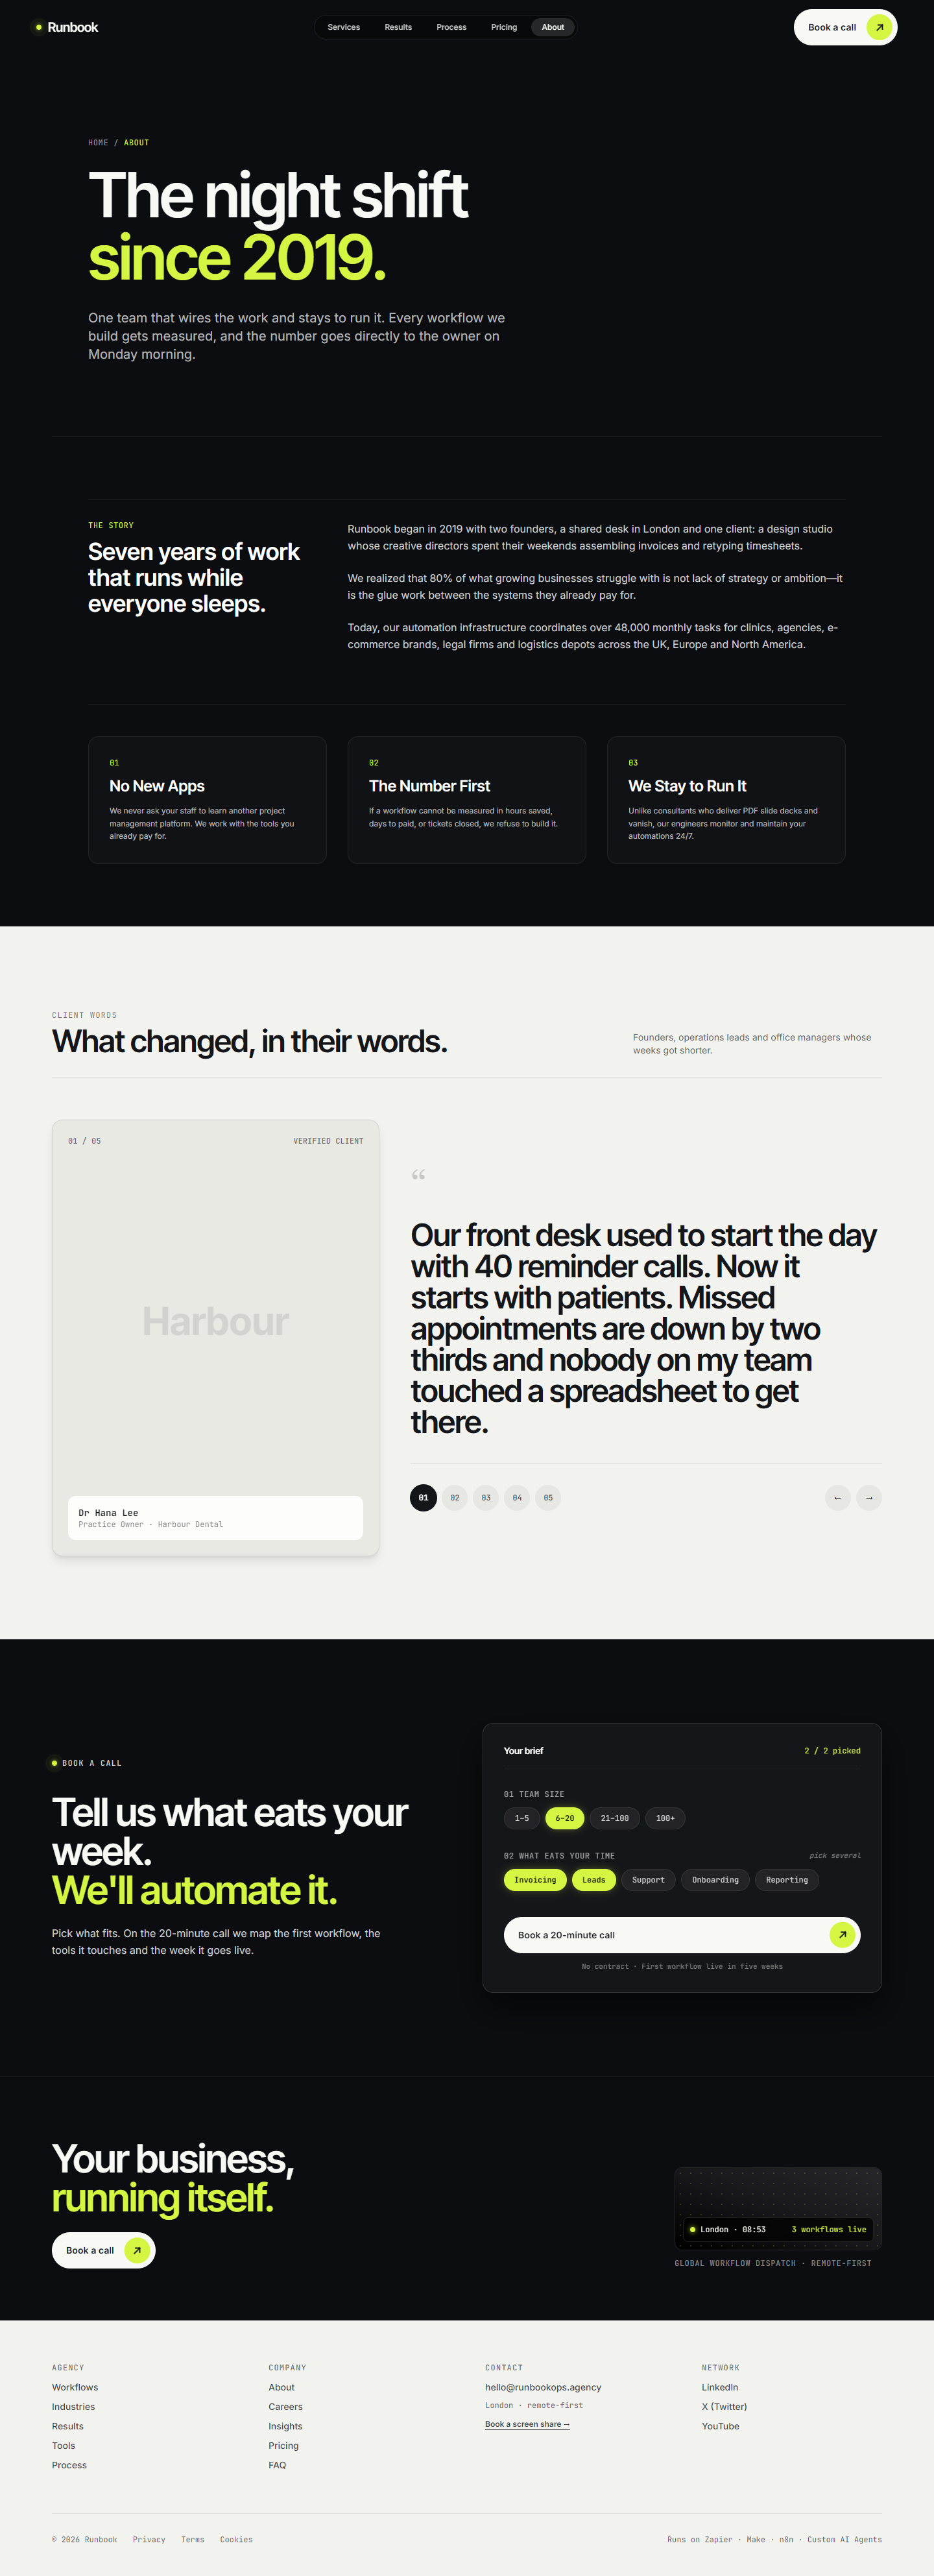 Runbook
Services
Results
Process
Pricing
About
Book a call
HOME / ABOUT
The night shift
since 2019.
One team that wires the work and stays to run it. Every workflow we
build gets measured, and the number goes directly to the owner on
Monday morning.
THE STORY
Seven years of work
that runs while
everyone sleeps.
Runbook began in 2019 with two founders, a shared desk in London and one client: a design studio
whose creative directors spent their weekends assembling invoices and retyping timesheets.
We realized that 80% of what growing businesses struggle with is not lack of strategy or ambition—it
is the glue work between the systems they already pay for.
Today, our automation infrastructure coordinates over 48,000 monthly tasks for clinics, agencies, e-
commerce brands, legal firms and logistics depots across the UK, Europe and North America.
01
No New Apps
We never ask your staff to learn another project
management platform. We work with the tools you
already pay for.
02
The Number First
If a workflow cannot be measured in hours saved,
days to paid, or tickets closed, we refuse to build it.
03
We Stay to Run It
Unlike consultants who deliver PDF slide decks and
vanish, our engineers monitor and maintain your
automations 24/7.
CLIENT WORDS
What changed, in their words.
Founders, operations leads and office managers whose
weeks got shorter.
01 / 05
VERIFIED CLIENT
Harbour
Dr Hana Lee
Practice Owner · Harbour Dental
“
Our front desk used to start the day
with 40 reminder calls. Now it
starts with patients. Missed
appointments are down by two
thirds and nobody on my team
touched a spreadsheet to get
there.
01
02
03
04
05
← →
BOOK A CALL
Tell us what eats your
week.
We'll automate it.
Pick what fits. On the 20-minute call we map the first workflow, the
tools it touches and the week it goes live.
Your brief
2 / 2 picked
01 TEAM SIZE
1–5
6–20
21–100
100+
02 WHAT EATS YOUR TIME
pick several
Invoicing
Leads
Support
Onboarding
Reporting
Book a 20-minute call
No contract · First workflow live in five weeks
Your business,
running itself.
Book a call
London · 08:53
3 workflows live
GLOBAL WORKFLOW DISPATCH · REMOTE-FIRST
AGENCY
Workflows
Industries
Results
Tools
Process
COMPANY
About
Careers
Insights
Pricing
FAQ
CONTACT
hello@runbookops.agency
London · remote-first
Book a screen share →
NETWORK
LinkedIn
X (Twitter)
YouTube
© 2026 Runbook
Privacy
Terms
Cookies
Runs on Zapier · Make · n8n · Custom AI Agents